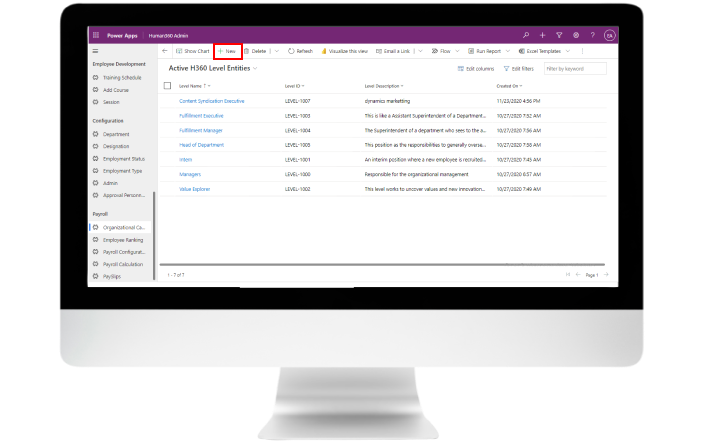 Power Apps Human360 Admin ? EA
Show Chart New Delete Refresh Visualize this view Email a Link Flow Run Report Excel Templates
Employee Development
Training Schedule
Add Course
Session
Configuration
Department
Designation
Employment Status
Employment Type
Admin
Approval Personn...
Payroll
Organizational Ca...
Employee Ranking
Payroll Configurat...
Payroll Calculation
PaySlips
Active H360 Level Entities
Edit columns Edit filters Filter by keyword
Level Name Level ID Level Description Created On
Content Syndication Executive LEVEL-1007 dynamics marketting 11/23/2020 4:56 PM
Fulfillment Executive LEVEL-1003 This is like a Assistant Superintendent of a Department... 10/27/2020 7:52 AM
Fulfillment Manager LEVEL-1004 The Superintendent of a department who sees to the a... 10/27/2020 7:56 AM
Head of Department LEVEL-1005 This position as the responsibilities to generally oversa... 10/27/2020 7:58 AM
Intern LEVEL-1001 An interim position where a new employee is recruited... 10/27/2020 7:45 AM
Managers LEVEL-1000 Responsible for the organizational management 10/27/2020 6:57 AM
Value Explorer LEVEL-1002 This level works to uncover values and new innovation... 10/27/2020 7:49 AM
1 - 7 of 7 Page 1